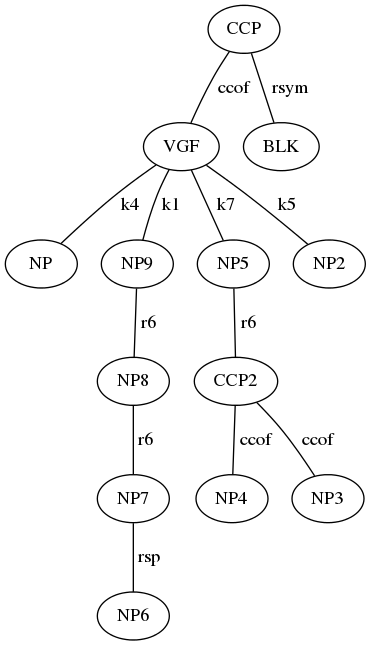 CCP
ccof rsym
VGF BLK
k4 k1 k7 k5
NP NP9 NP5 NP2
r6 r6
NP8 CCP2
r6 ccof ccof
NP7 NP4 NP3
rsp
NP6